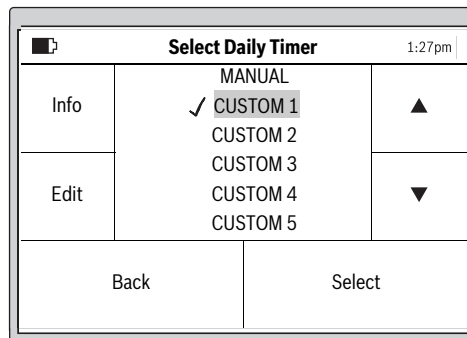 Select Daily Timer 1:27pm
MANUAL
Info
✓ CUSTOM 1
CUSTOM 2
CUSTOM 3
Edit
CUSTOM 4
CUSTOM 5
Back
Select